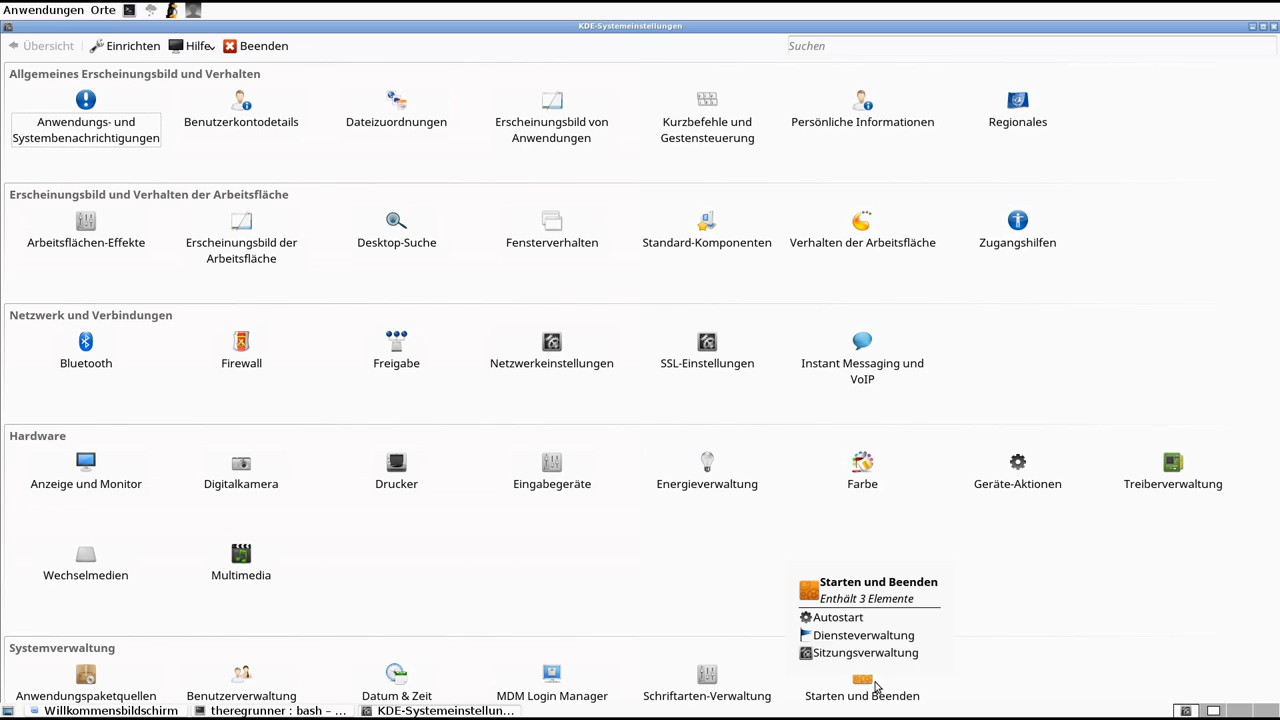 Anwendungen Orte
KDE-Systemeinstellungen
Übersicht Einrichten Hilfe Beenden Suchen
Allgemeines Erscheinungsbild und Verhalten
Anwendungs- und
Systembenachrichtigungen
Benutzerkontodetails
Dateizuordnungen
Erscheinungsbild von
Anwendungen
Kurzbefehle und
Gestensteuerung
Persönliche Informationen
Regionales
Erscheinungsbild und Verhalten der Arbeitsfläche
Arbeitsflächen-Effekte
Erscheinungsbild der
Arbeitsfläche
Desktop-Suche
Fensterverhalten
Standard-Komponenten
Verhalten der Arbeitsfläche
Zugangshilfen
Netzwerk und Verbindungen
Bluetooth
Firewall
Freigabe
Netzwerkeinstellungen
SSL-Einstellungen
Instant Messaging und
VoIP
Hardware
Anzeige und Monitor
Digitalkamera
Drucker
Eingabegeräte
Energieverwaltung
Farbe
Geräte-Aktionen
Treiberverwaltung
Wechselmedien
Multimedia
Starten und Beenden
Enthält 3 Elemente
Autostart
Diensteverwaltung
Sitzungsverwaltung
Systemverwaltung
Anwendungspaketquellen
Benutzerverwaltung
Datum & Zeit
MDM Login Manager
Schriftarten-Verwaltung
Starten und Beenden
Willkommensbildschirm theregrunner : bash – ... KDE-Systemeinstellun...